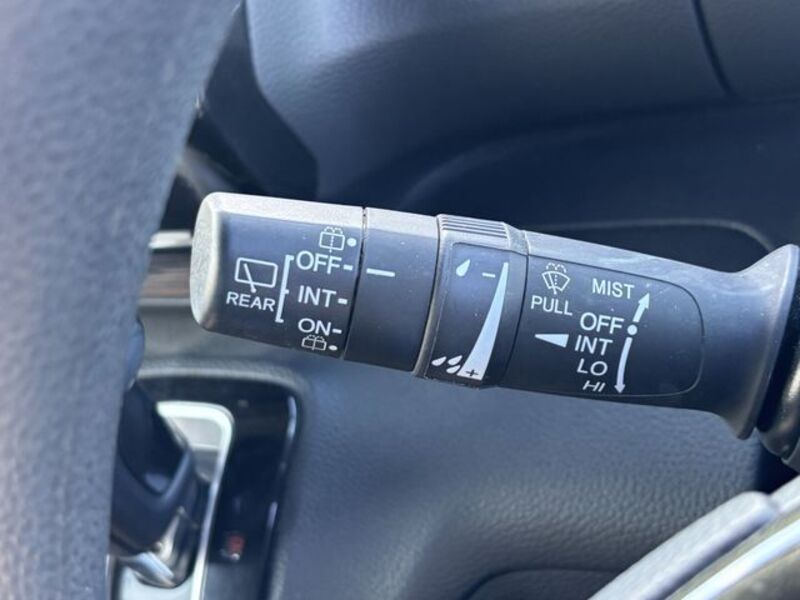 REAR
OFF
INT
ON
- 
+
PULL
MIST
OFF
INT
LO
HI